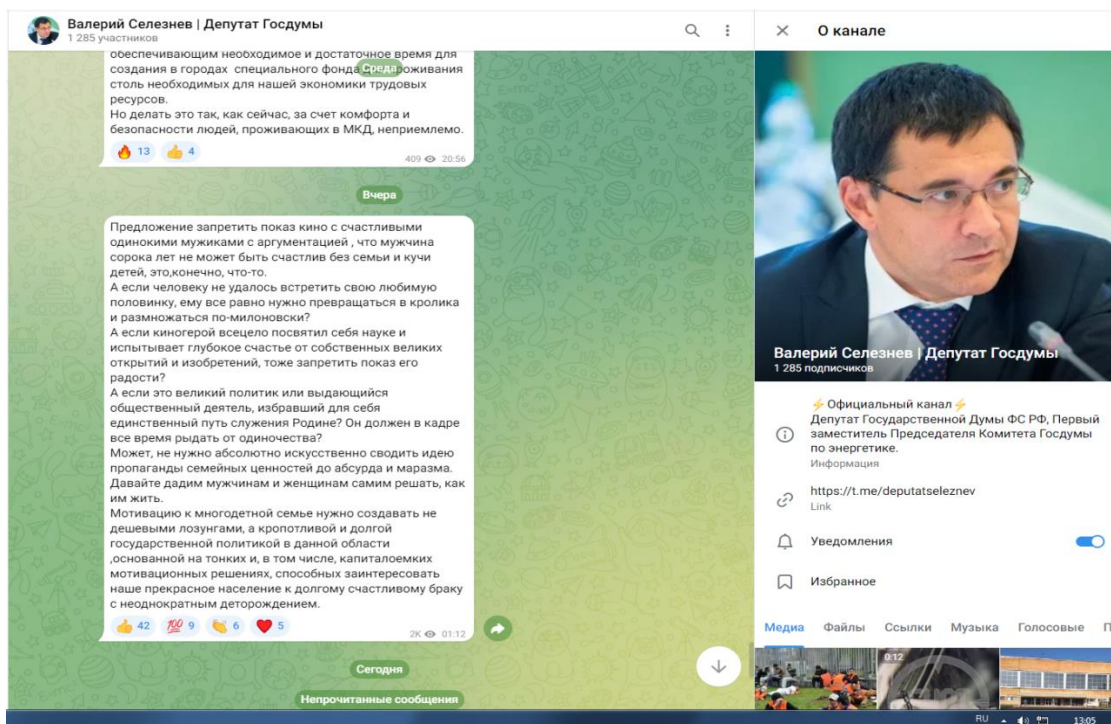 Валерий Селезнев | Депутат Госдумы
1 285 участников
обеспечивающим необходимое и достаточное время для
создания в городах специального фонда проживания
Среда
столь необходимых для нашей экономики трудовых
ресурсов.
Но делать это так, как сейчас, за счет комфорта и
безопасности людей, проживающих в МКД, неприемлемо.
13 4
409 20:56
Вчера
Предложение запретить показ кино с счастливыми
одинокими мужиками с аргументацией , что мужчина
сорока лет не может быть счастлив без семьи и кучи
детей, это,конечно, что-то.
А если человеку не удалось встретить свою любимую
половинку, ему все равно нужно превращаться в кролика
и размножаться по-милоновски?
А если киногерой всецело посвятил себя науке и
испытывает глубокое счастье от собственных великих
открытий и изобретений, тоже запретить показ его
радости?
А если это великий политик или выдающийся
общественный деятель, избравший для себя
единственный путь служения Родине? Он должен в кадре
все время рыдать от одиночества?
Может, не нужно абсолютно искусственно сводить идею
пропаганды семейных ценностей до абсурда и маразма.
Давайте дадим мужчинам и женщинам самим решать, как
им жить.
Мотивацию к многодетной семье нужно создавать не
дешевыми лозунгами, а кропотливой и долгой
государственной политикой в данной области
,основанной на тонких и, в том числе, капиталоемких
мотивационных решениях, способных заинтересовать
наше прекрасное население к долгому счастливому браку
с неоднократным деторождением.
42 100 9 6 5
2K 01:12
Сегодня
Непрочитанные сообщения
О канале
Валерий Селезнев | Депутат Госдумы
1 285 подписчиков
Официальный канал
Депутат Государственной Думы ФС РФ, Первый
заместитель Председателя Комитета Госдумы
по энергетике.
Информация
https://t.me/deputatseleznev
Link
Уведомления
Избранное
Медиа Файлы Ссылки Музыка Голосовые
0:12
RU 13:05